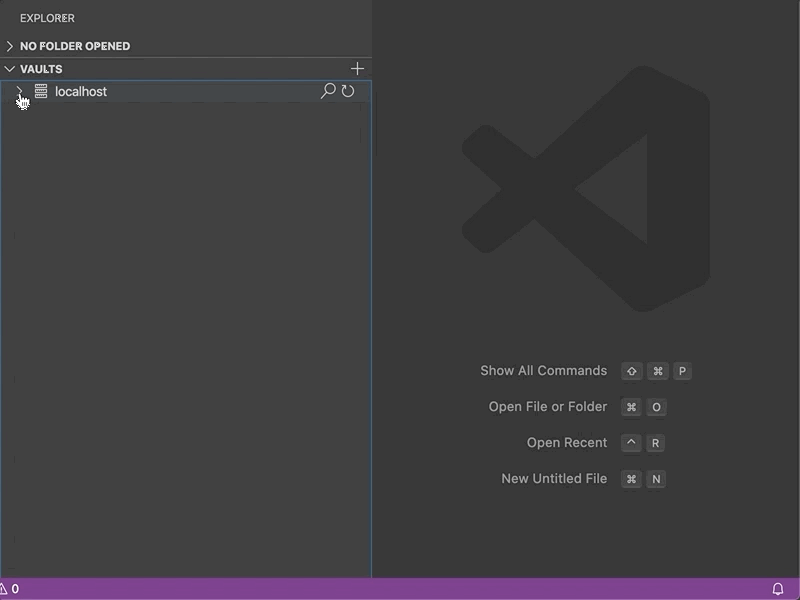 EXPLORER
NO FOLDER OPENED
VAULTS
localhost
Show All Commands ⇧ ⌘ P
Open File or Folder ⌘ O
Open Recent ^ R
New Untitled File ⌘ N
0